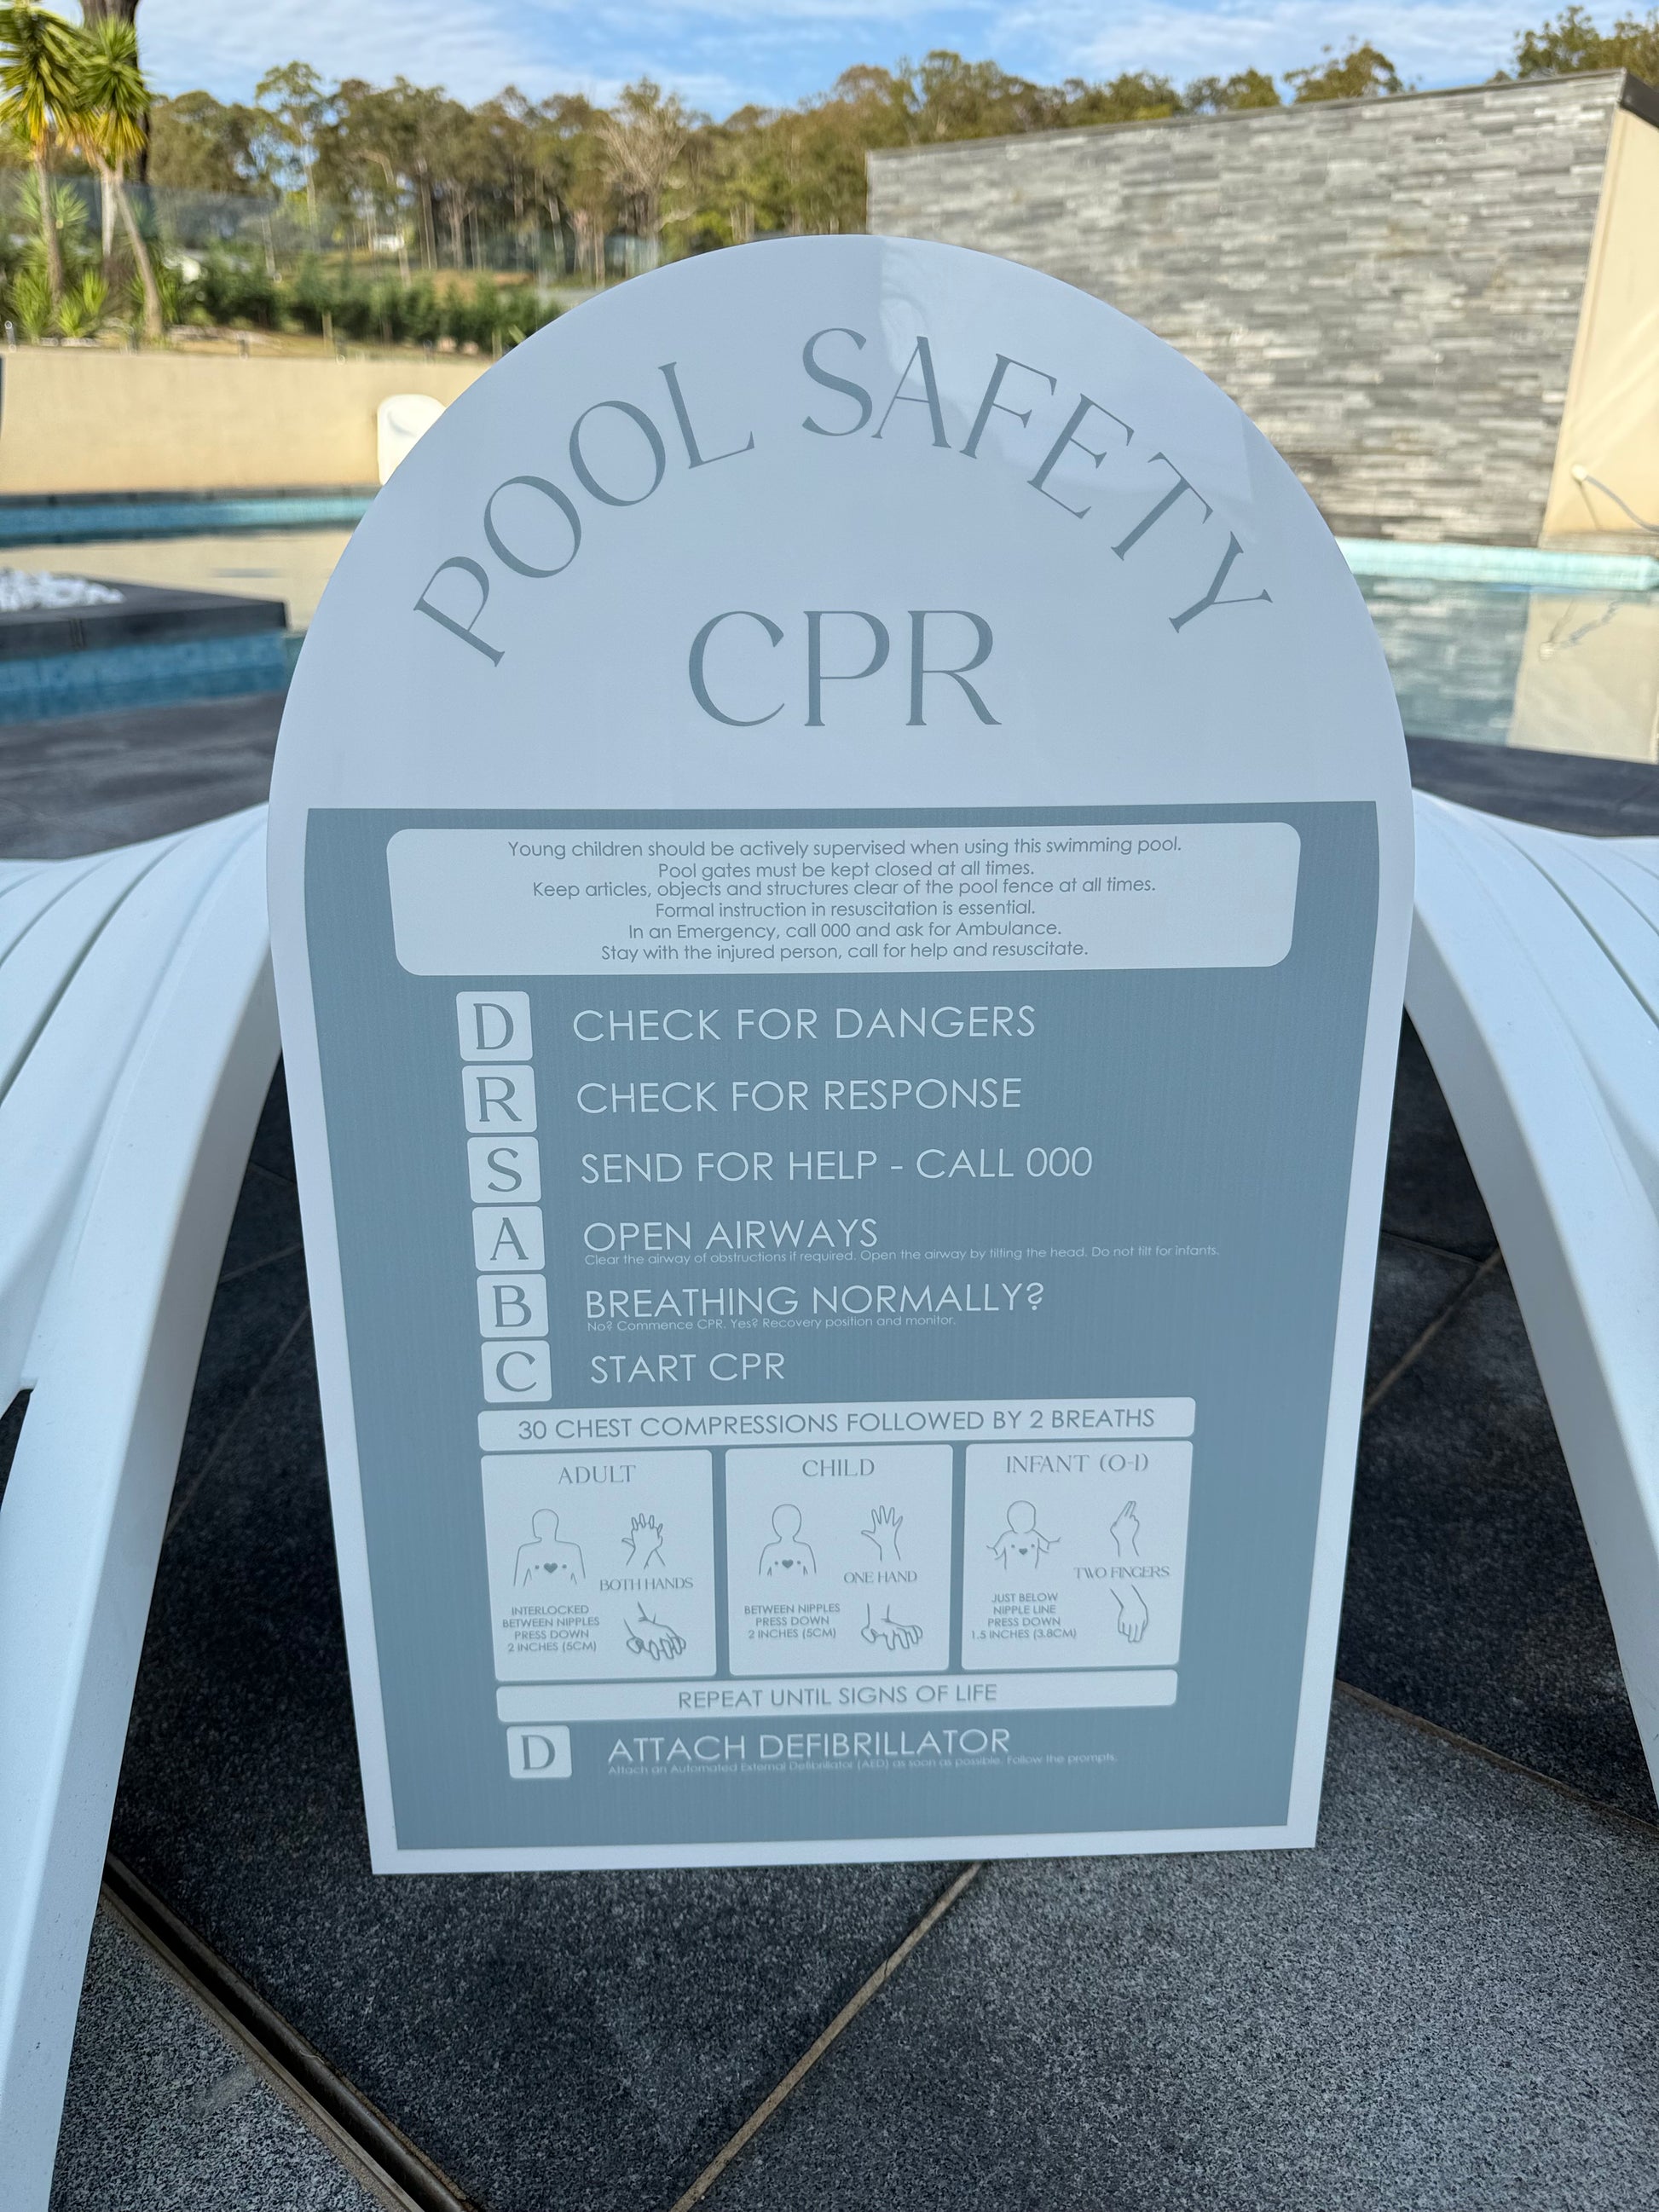 POOL SAFETY
CPR
Young children should be actively supervised when using this swimming pool.
Pool gates must be kept closed at all times.
Keep articles, objects and structures clear of the pool fence at all times.
Formal instruction in resuscitation is essential.
In an Emergency, call 000 and ask for Ambulance.
Stay with the injured person, call for help and resuscitate.
D CHECK FOR DANGERS
R CHECK FOR RESPONSE
S SEND FOR HELP - CALL 000
A OPEN AIRWAYS
Clear the airway of obstructions if required. Open the airway by tilting the head. Do not tilt for infants.
B BREATHING NORMALLY?
No? Commence CPR. Yes? Recovery position and monitor.
C START CPR
30 CHEST COMPRESSIONS FOLLOWED BY 2 BREATHS
ADULT
BOTH HANDS
INTERLOCKED
BETWEEN NIPPLES
PRESS DOWN
2 INCHES (5CM)
CHILD
ONE HAND
BETWEEN NIPPLES
PRESS DOWN
2 INCHES (5CM)
INFANT (0-1)
TWO FINGERS
JUST BELOW
NIPPLE LINE
PRESS DOWN
1.5 INCHES (3.8CM)
REPEAT UNTIL SIGNS OF LIFE
D ATTACH DEFIBRILLATOR
Attach an Automated External Defibrillator (AED) as soon as possible. Follow the prompts.